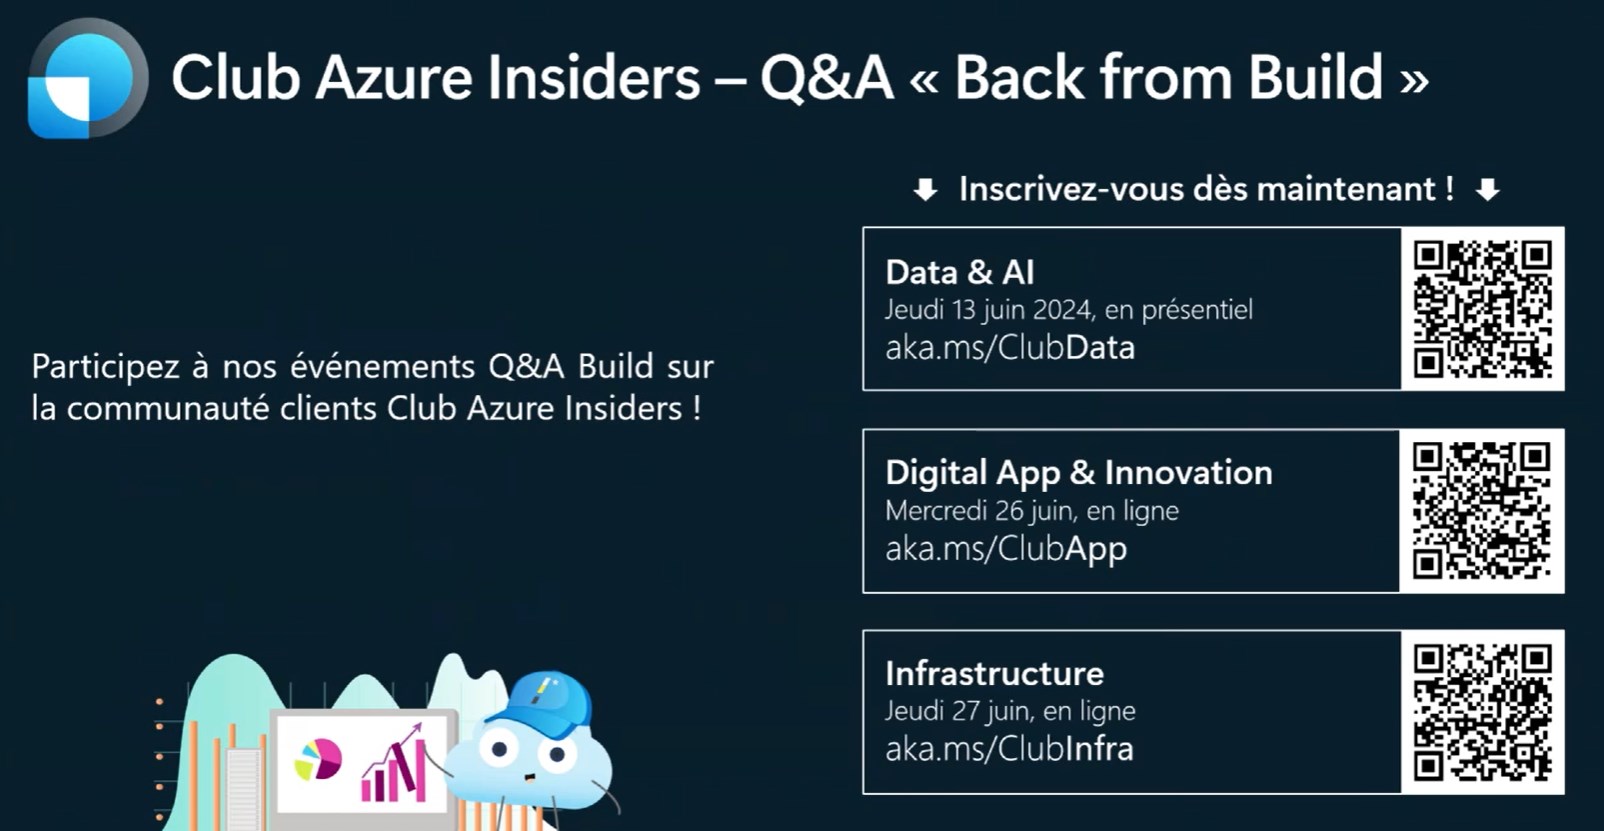 Club Azure Insiders – Q&A « Back from Build »
Inscrivez-vous dès maintenant !
Participez à nos événements Q&A Build sur
la communauté clients Club Azure Insiders !
Data & AI
Jeudi 13 juin 2024, en présentiel
aka.ms/ClubData
Digital App & Innovation
Mercredi 26 juin, en ligne
aka.ms/ClubApp
Infrastructure
Jeudi 27 juin, en ligne
aka.ms/ClubInfra